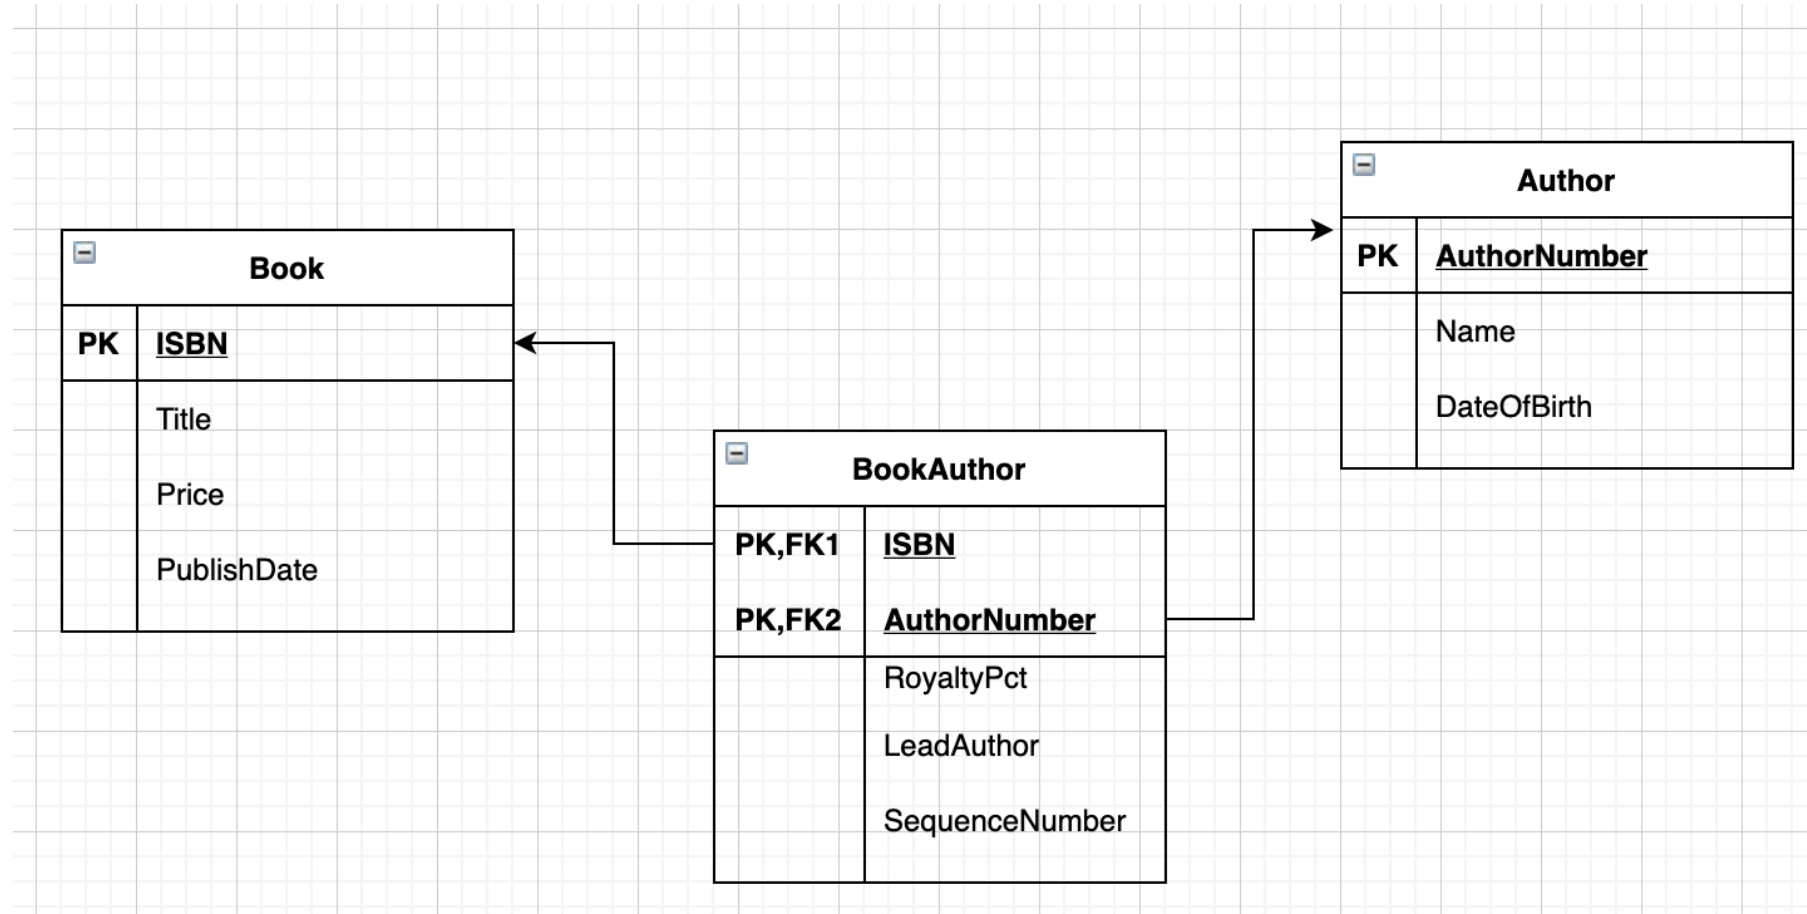 Book
PK ISBN
Title
Price
PublishDate
BookAuthor
PK,FK1 ISBN
PK,FK2 AuthorNumber
RoyaltyPct
LeadAuthor
SequenceNumber
Author
PK AuthorNumber
Name
DateOfBirth